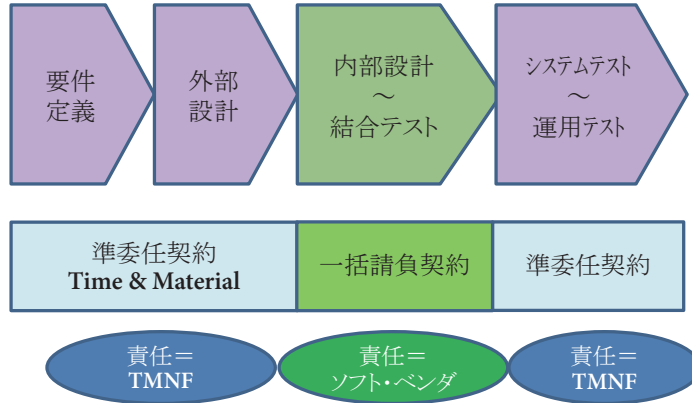 要件
定義
外部
設計
内部設計
～
結合テスト
システムテスト
～
運用テスト
準委任契約
Time & Material
一括請負契約
準委任契約
責任＝
TMNF
責任＝
ソフト・ベンダ
責任＝
TMNF